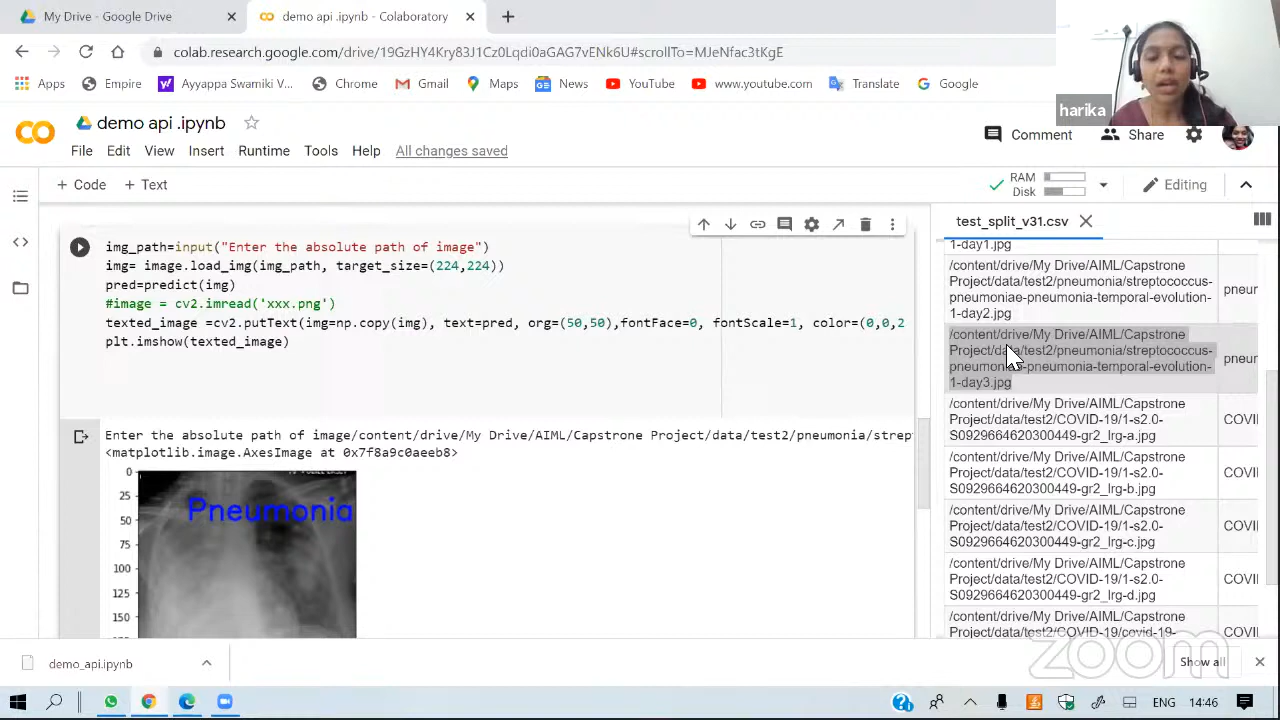 My Drive - Google Drive
demo api .ipynb - Colaboratory
colab.research.google.com/drive/19GzHY4Kry83J1Cz0Lqdi0aGAG7vENk6U#scrollTo=MJeNfac3tKgE
Apps
Empire
Ayyappa Swamiki V...
Chrome
Gmail
Maps
News
YouTube
www.youtube.com
Translate
Google
harika
demo api .ipynb
Comment
Share
File Edit View Insert Runtime Tools Help All changes saved
+ Code + Text
RAM
Disk
Editing
img_path=input("Enter the absolute path of image")
img= image.load_img(img_path, target_size=(224,224))
pred=predict(img)
#image = cv2.imread('xxx.png')
texted_image =cv2.putText(img=np.copy(img), text=pred, org=(50,50),fontFace=0, fontScale=1, color=(0,0,2
plt.imshow(texted_image)
Enter the absolute path of image/content/drive/My Drive/AIML/Capstrone Project/data/test2/pneumonia/strept
<matplotlib.image.AxesImage at 0x7f8a9c0aeeb8>
0
25
50
75
100
125
150
Pneumonia
test_split_v31.csv
1-day1.jpg
/content/drive/My Drive/AIML/Capstrone
Project/data/test2/pneumonia/streptococcus-
pneumoniae-pneumonia-temporal-evolution-
1-day2.jpg
pneur
/content/drive/My Drive/AIML/Capstrone
Project/data/test2/pneumonia/streptococcus-
pneumoniae-pneumonia-temporal-evolution-
1-day3.jpg
pneur
/content/drive/My Drive/AIML/Capstrone
Project/data/test2/COVID-19/1-s2.0-
S0929664620300449-gr2_lrg-a.jpg
COVI
/content/drive/My Drive/AIML/Capstrone
Project/data/test2/COVID-19/1-s2.0-
S0929664620300449-gr2_lrg-b.jpg
COVI
/content/drive/My Drive/AIML/Capstrone
Project/data/test2/COVID-19/1-s2.0-
S0929664620300449-gr2_lrg-c.jpg
COVI
/content/drive/My Drive/AIML/Capstrone
Project/data/test2/COVID-19/1-s2.0-
S0929664620300449-gr2_lrg-d.jpg
COVI
/content/drive/My Drive/AIML/Capstrone
Project/data/test2/COVID-19/covid-19-
COVI
demo_api.ipynb
Show all
zoom
ENG
14:46